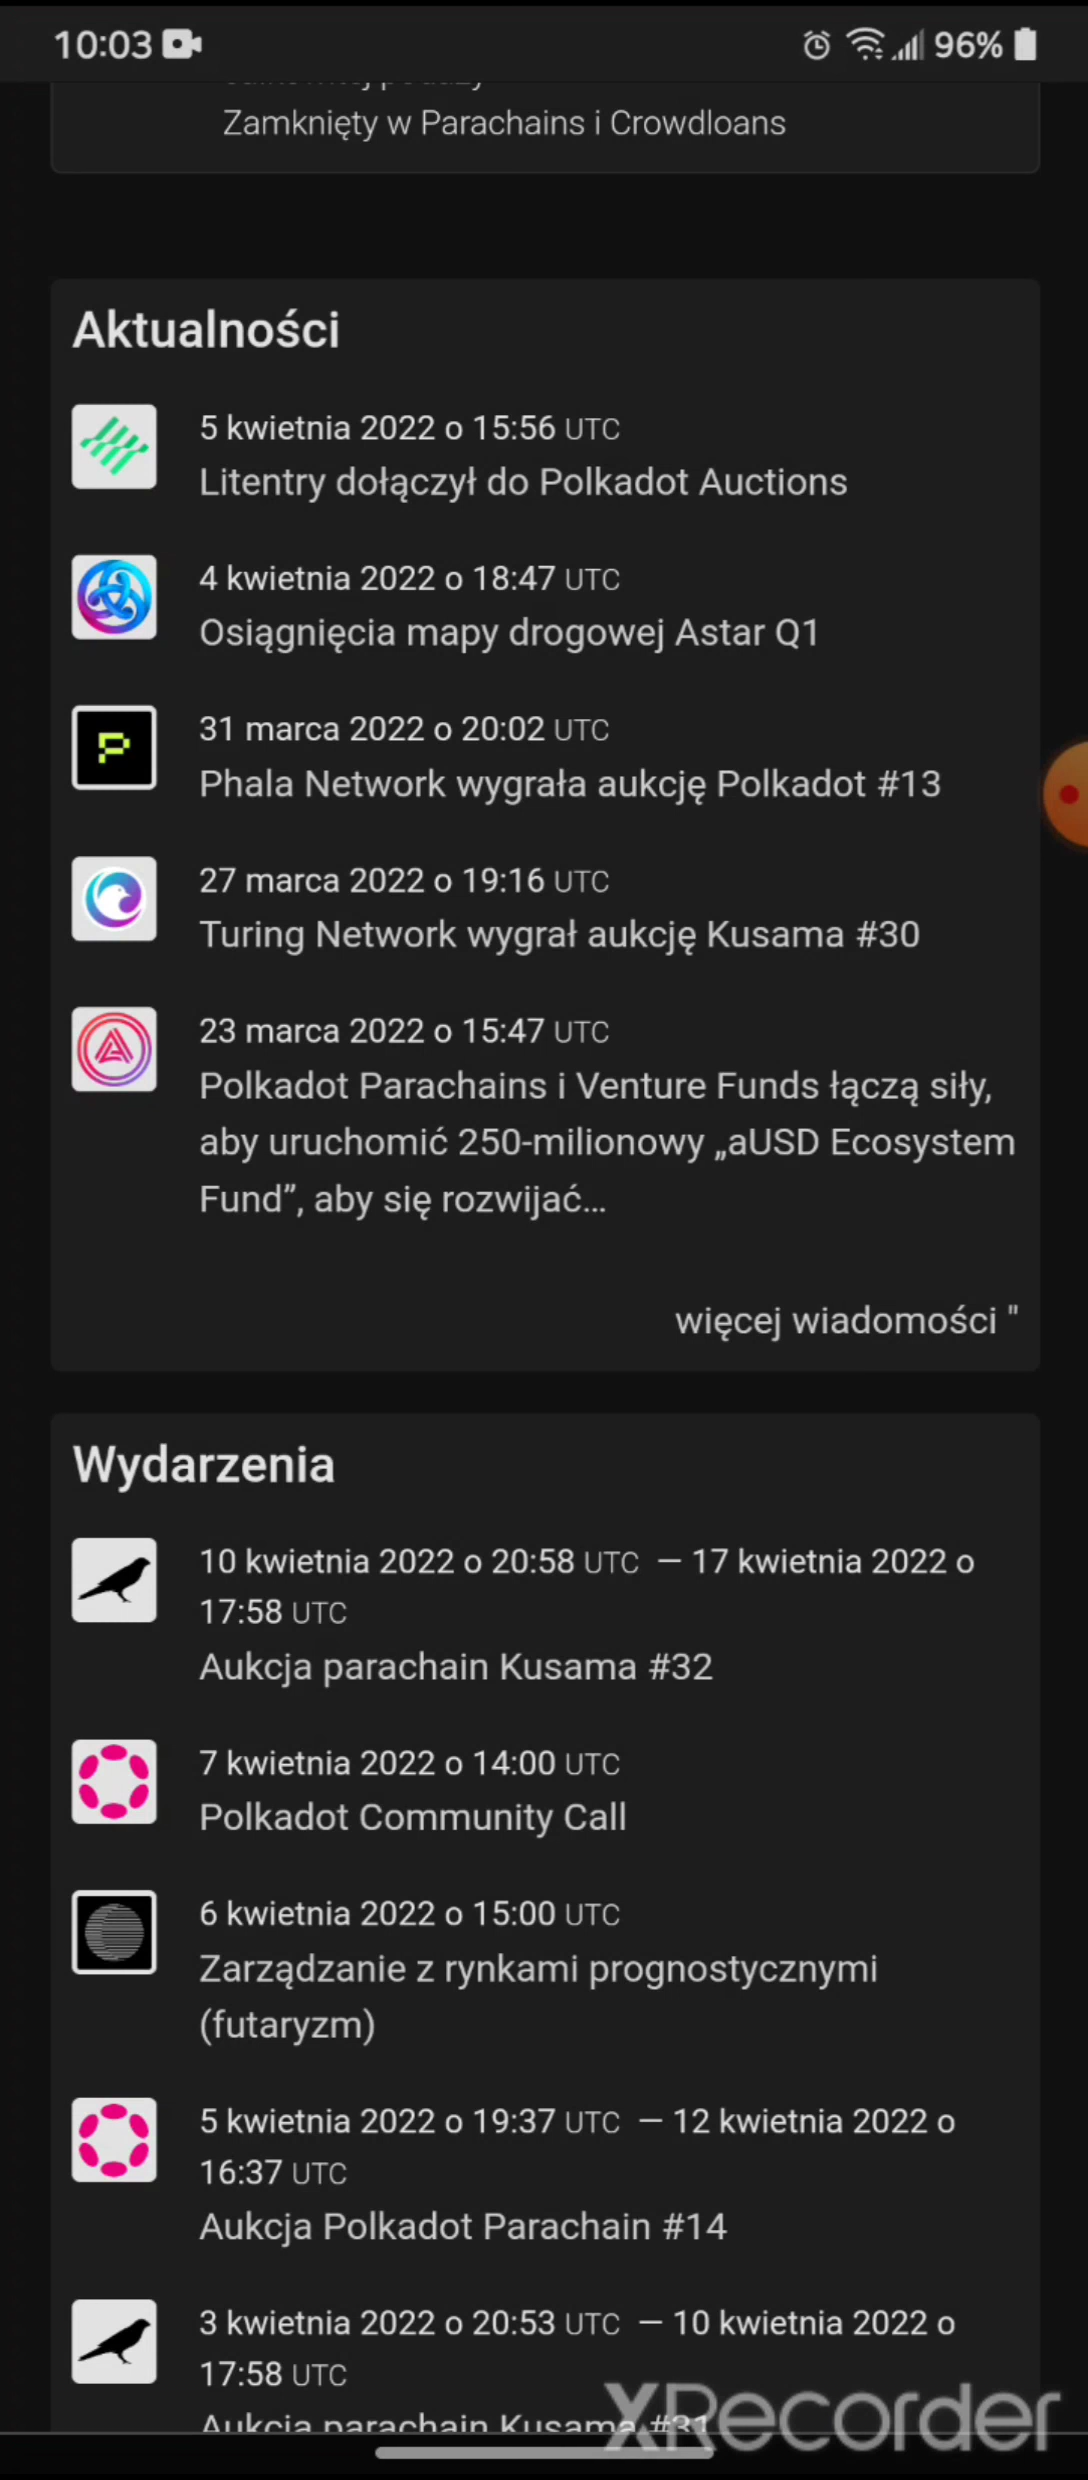 10:03
96%
Zamknięty w Parachains i Crowdloans
Aktualności
5 kwietnia 2022 o 15:56 UTC
Litentry dołączył do Polkadot Auctions
4 kwietnia 2022 o 18:47 UTC
Osiągnięcia mapy drogowej Astar Q1
31 marca 2022 o 20:02 UTC
Phala Network wygrała aukcję Polkadot #13
27 marca 2022 o 19:16 UTC
Turing Network wygrał aukcję Kusama #30
23 marca 2022 o 15:47 UTC
Polkadot Parachains i Venture Funds łączą siły,
aby uruchomić 250-milionowy „aUSD Ecosystem
Fund”, aby się rozwijać...
więcej wiadomości "
Wydarzenia
10 kwietnia 2022 o 20:58 UTC — 17 kwietnia 2022 o
17:58 UTC
Aukcja parachain Kusama #32
7 kwietnia 2022 o 14:00 UTC
Polkadot Community Call
6 kwietnia 2022 o 15:00 UTC
Zarządzanie z rynkami prognostycznymi
(futaryzm)
5 kwietnia 2022 o 19:37 UTC — 12 kwietnia 2022 o
16:37 UTC
Aukcja Polkadot Parachain #14
3 kwietnia 2022 o 20:53 UTC — 10 kwietnia 2022 o
17:58 UTC
Aukcja parachain Kusama #31
XRecorder